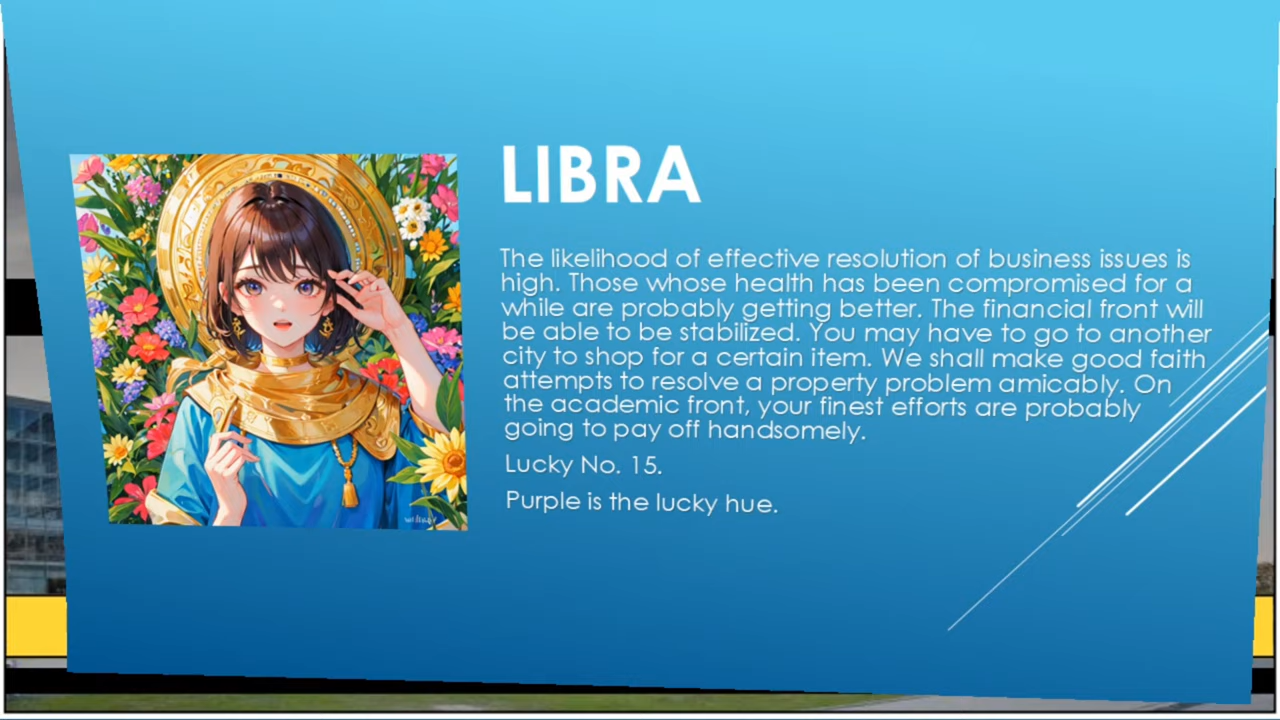 LIBRA
The likelihood of effective resolution of business issues is
high. Those whose health has been compromised for a
while are probably getting better. The financial front will
be able to be stabilized. You may have to go to another
city to shop for a certain item. We shall make good faith
attempts to resolve a property problem amicably. On
the academic front, your finest efforts are probably
going to pay off handsomely.
Lucky No. 15.
Purple is the lucky hue.